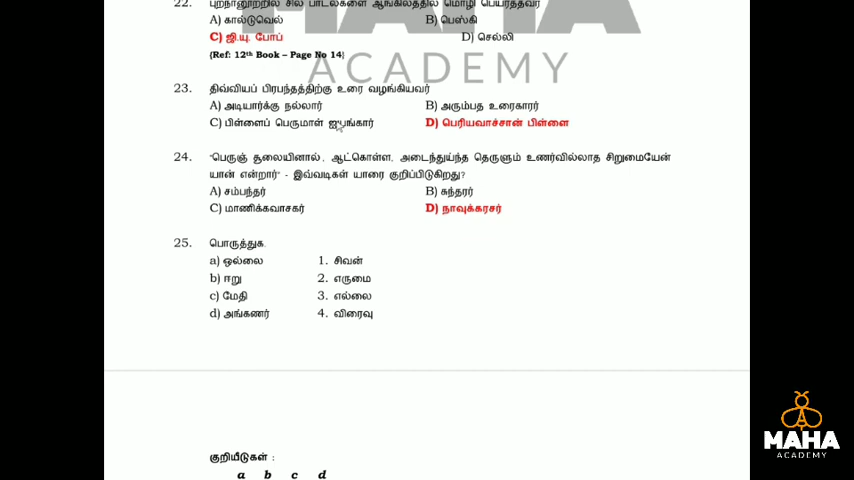 22. புறநானூற்றில் சில பாடல்களை ஆங்கிலத்தில் மொழி பெயர்த்தவர்
A) கால்டுவெல் B) பெஸ்கி
C) ஜி.யு. போப் D) செல்லி
{Ref: 12th Book – Page No 14}
MAHA
ACADEMY
23. திவ்வியப் பிரபந்தத்திற்கு உரை வழங்கியவர்
A) அடியார்க்கு நல்லார் B) அரும்பத உரைகாரர்
C) பிள்ளைப் பெருமாள் ஐயங்கார் D) பெரியவாச்சான் பிள்ளை
24. "பெருஞ் சூலையினால், ஆட்கொள்ள, அடைந்துய்ந்த தெருளும் உணர்வில்லாத சிறுமையேன்
யான் என்றார்" - இவ்வடிகள் யாரை குறிப்பிடுகிறது?
A) சம்பந்தர் B) சுந்தரர்
C) மாணிக்கவாசகர் D) நாவுக்கரசர்
25. பொருத்துக.
a) ஒல்லை 1. சிவன்
b) ஈறு 2. எருமை
c) மேதி 3. எல்லை
d) அங்கணர் 4. விரைவு
குறியீடுகள் :
a b c d
MAHA
ACADEMY